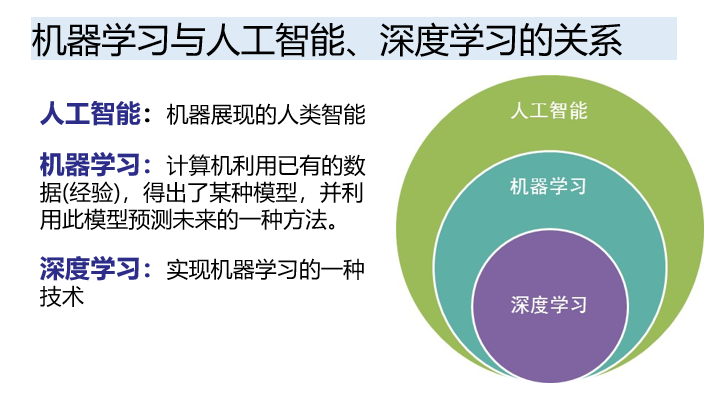 机器学习与人工智能、深度学习的关系
人工智能：机器展现的人类智能
机器学习：计算机利用已有的数
据(经验)，得出了某种模型，并利
用此模型预测未来的一种方法。
深度学习：实现机器学习的一种
技术
人工智能
机器学习
深度学习